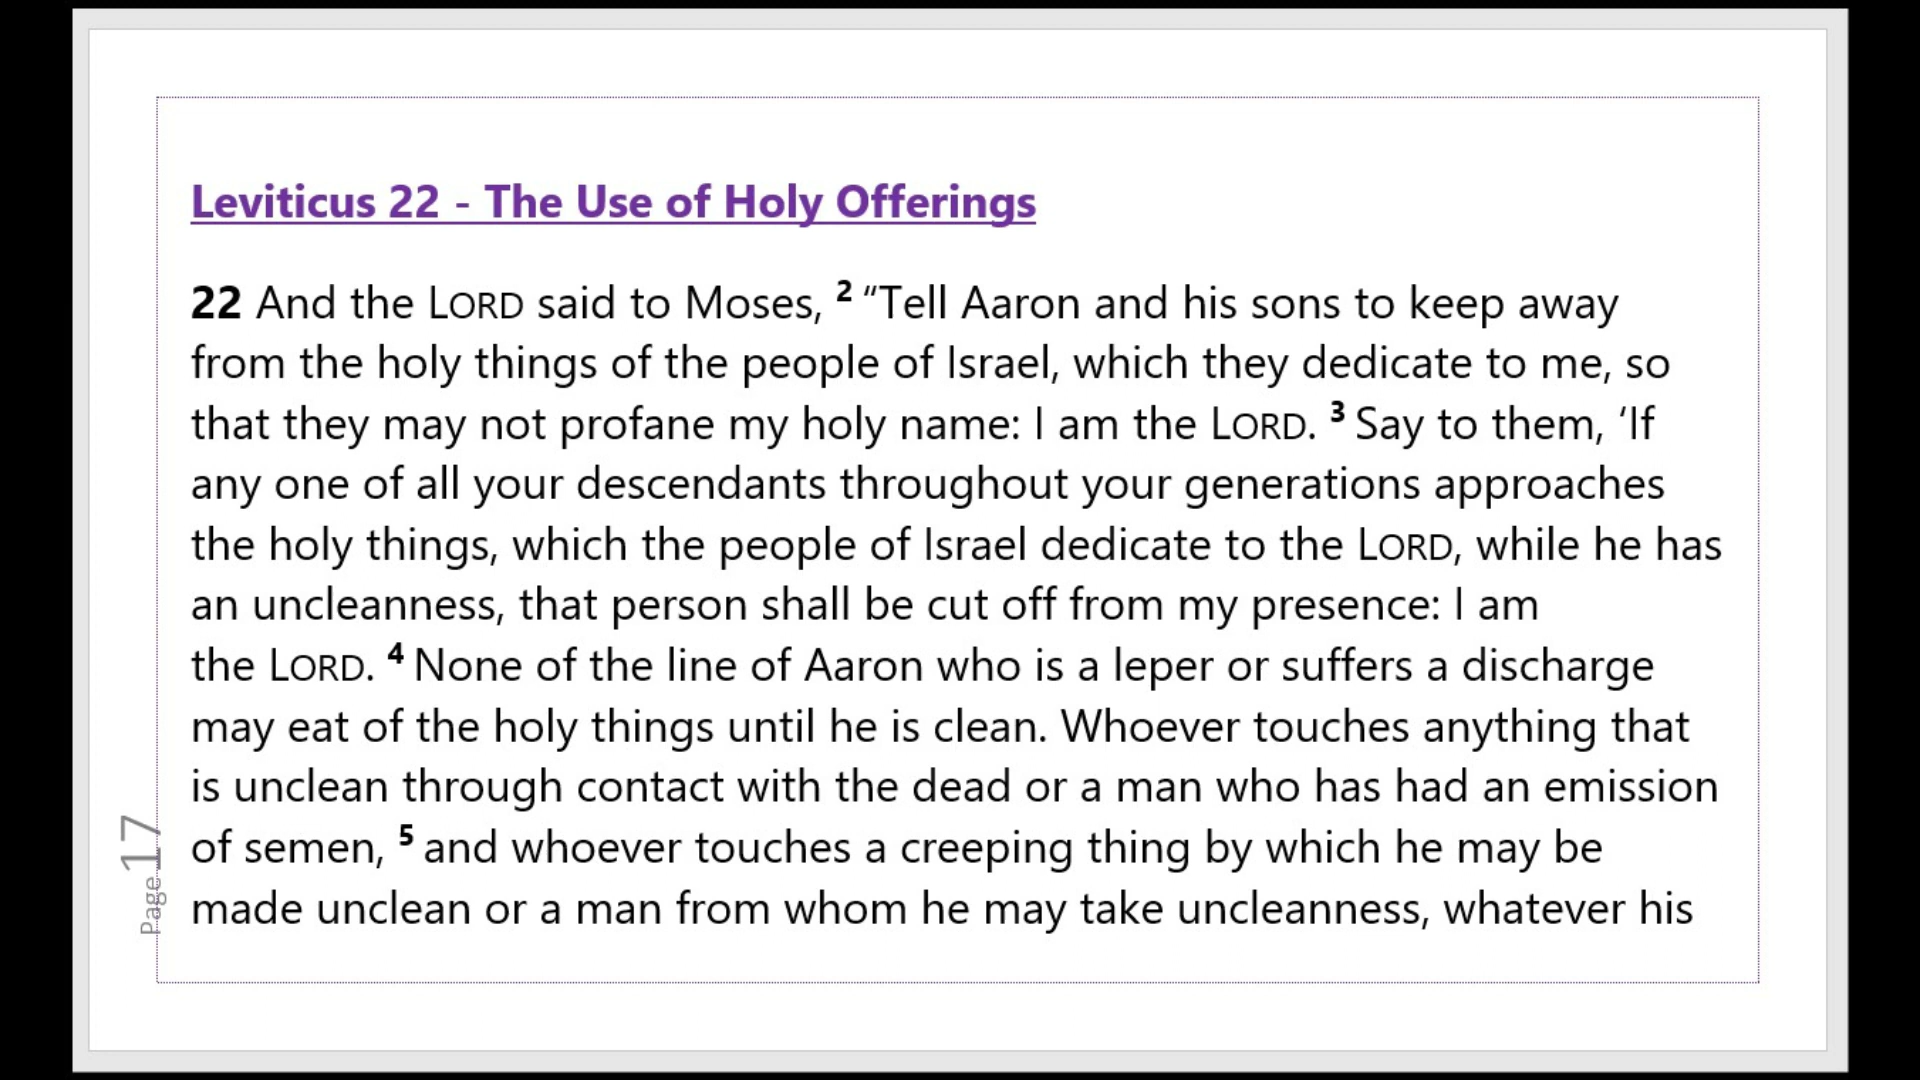 Leviticus 22 - The Use of Holy Offerings
22 And the LORD said to Moses, 2 “Tell Aaron and his sons to keep away
from the holy things of the people of Israel, which they dedicate to me, so
that they may not profane my holy name: I am the LORD. 3 Say to them, ‘If
any one of all your descendants throughout your generations approaches
the holy things, which the people of Israel dedicate to the LORD, while he has
an uncleanness, that person shall be cut off from my presence: I am
the LORD. 4 None of the line of Aaron who is a leper or suffers a discharge
may eat of the holy things until he is clean. Whoever touches anything that
is unclean through contact with the dead or a man who has had an emission
of semen, 5 and whoever touches a creeping thing by which he may be
made unclean or a man from whom he may take uncleanness, whatever his
Page 17